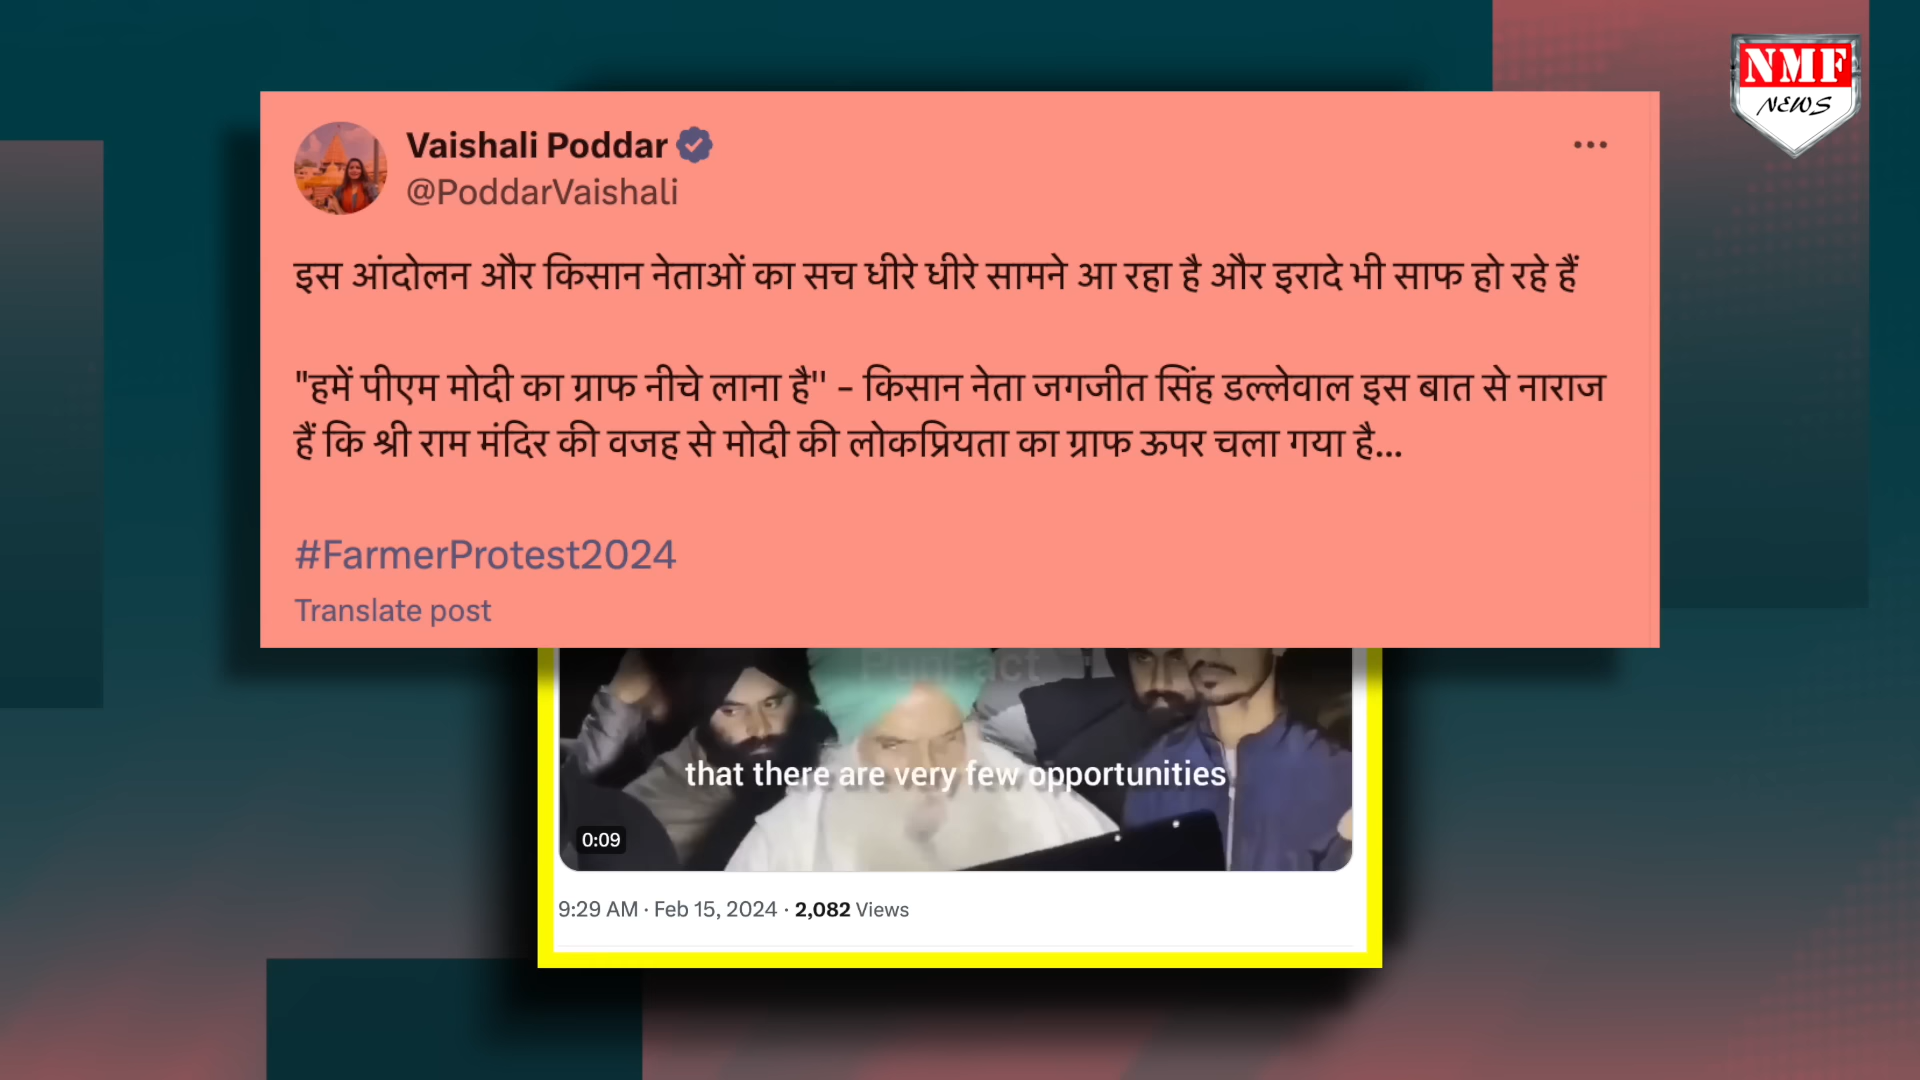 NMF
NEWS
Vaishali Poddar
@PoddarVaishali
इस आंदोलन और किसान नेताओं का सच धीरे धीरे सामने आ रहा है और इरादे भी साफ हो रहे हैं
"हमें पीएम मोदी का ग्राफ नीचे लाना है'' - किसान नेता जगजीत सिंह डल्लेवाल इस बात से नाराज
हैं कि श्री राम मंदिर की वजह से मोदी की लोकप्रियता का ग्राफ ऊपर चला गया है...
#FarmerProtest2024
Translate post
PunFact
that there are very few opportunities
0:09
9:29 AM · Feb 15, 2024 · 2,082 Views